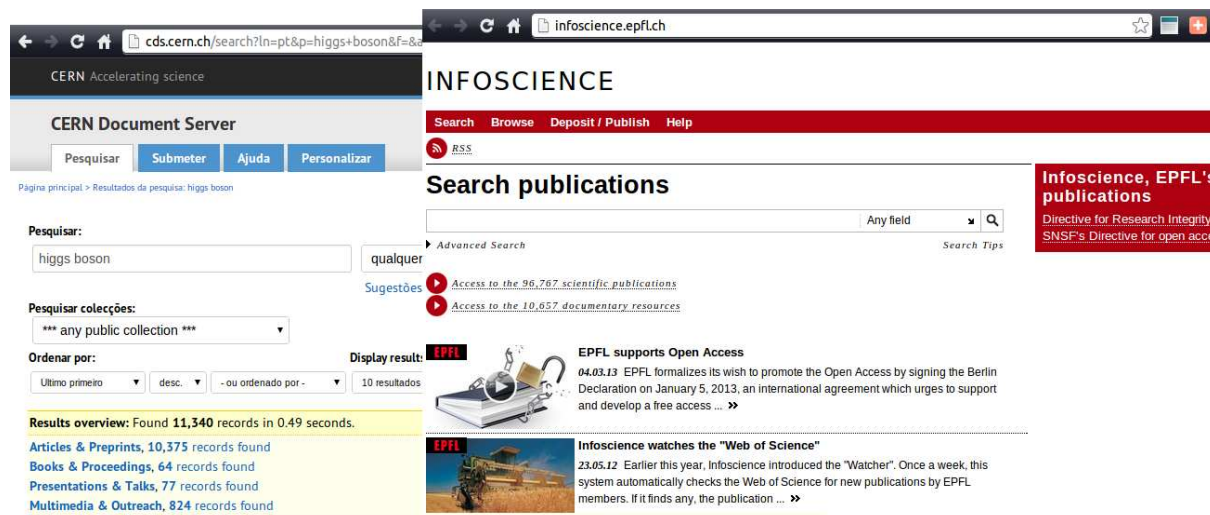 cds.cern.ch/search?ln=pt&p=higgs+boson&f=&a
CERN Accelerating science
CERN Document Server
Pesquisar Submeter Ajuda Personalizar
Página principal > Resultados da pesquisa: higgs boson
Pesquisar:
higgs boson qualquer
Sugestões
Pesquisar colecções:
*** any public collection ***
Ordenar por: Display results
Ultimo primeiro desc. - ou ordenado por - 10 resultados
Results overview: Found 11,340 records in 0.49 seconds.
Articles & Preprints, 10,375 records found
Books & Proceedings, 64 records found
Presentations & Talks, 77 records found
Multimedia & Outreach, 824 records found
infoscience.epfl.ch
INFOSCIENCE
Search Browse Deposit / Publish Help
RSS
Search publications
Any field
Advanced Search Search Tips
Access to the 96,767 scientific publications
Access to the 10,657 documentary resources
EPFL
EPFL supports Open Access
04.03.13 EPFL formalizes its wish to promote the Open Access by signing the Berlin
Declaration on January 5, 2013, an international agreement which urges to support
and develop a free access ... »
EPFL
Infoscience watches the "Web of Science"
23.05.12 Earlier this year, Infoscience introduced the "Watcher". Once a week, this
system automatically checks the Web of Science for new publications by EPFL
members. If it finds any, the publication ... »
Infoscience, EPFL's
publications
Directive for Research Integrity
SNSF's Directive for open acce